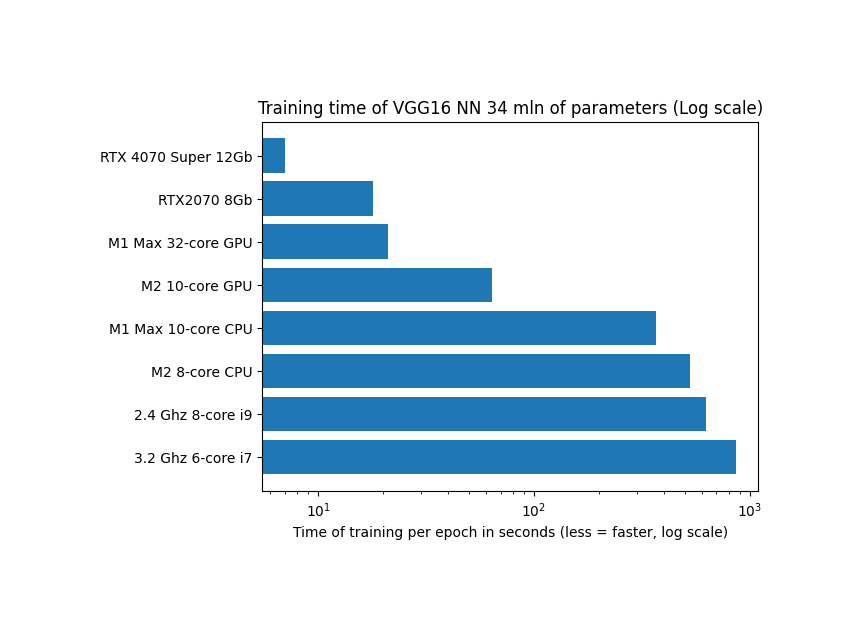 Training time of VGG16 NN 34 mln of parameters (Log scale)
RTX 4070 Super 12Gb
RTX2070 8Gb
M1 Max 32-core GPU
M2 10-core GPU
M1 Max 10-core CPU
M2 8-core CPU
2.4 Ghz 8-core i9
3.2 Ghz 6-core i7
10¹ 10² 10³
Time of training per epoch in seconds (less = faster, log scale)